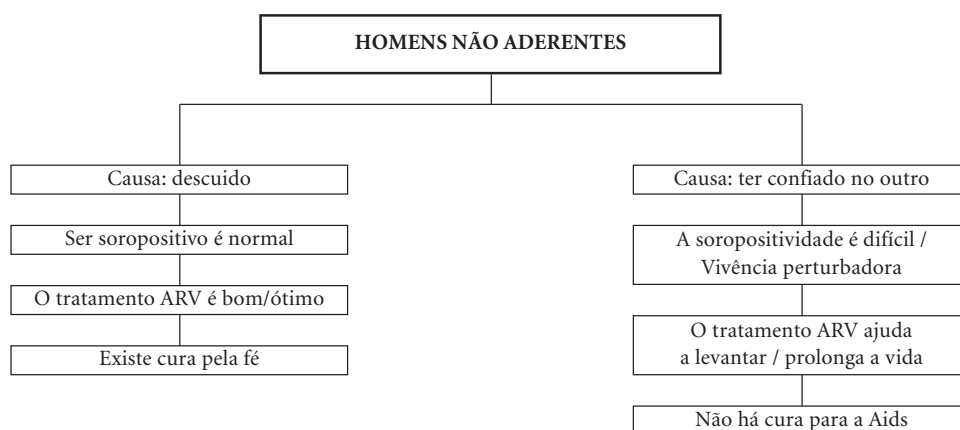 HOMENS NÃO ADERENTES
Causa: descuido
Ser soropositivo é normal
O tratamento ARV é bom/ótimo
Existe cura pela fé
Causa: ter confiado no outro
A soropositividade é difícil /
Vivência perturbadora
O tratamento ARV ajuda
a levantar / prolonga a vida
Não há cura para a Aids